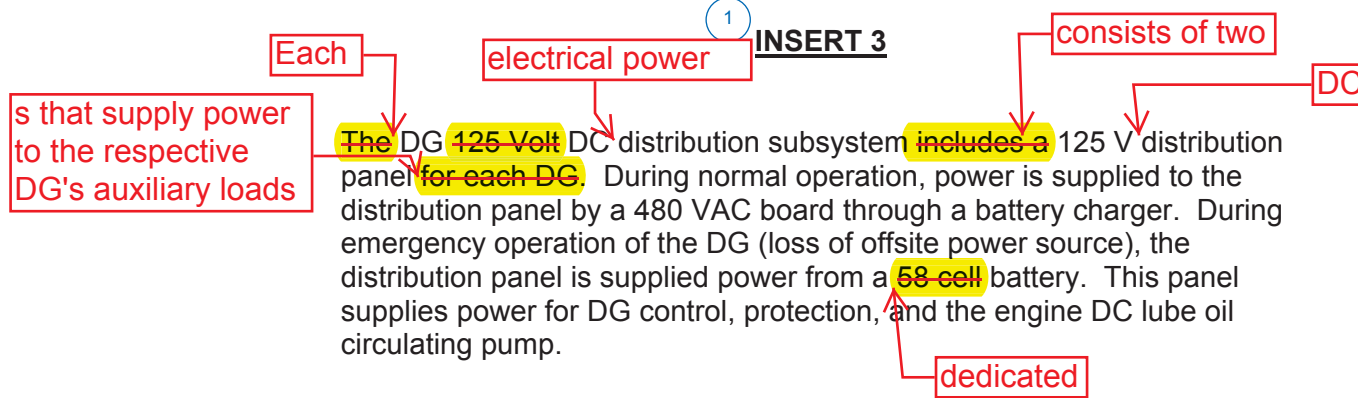 1
INSERT 3
Each
electrical power
consists of two
DC
s that supply power
to the respective
DG's auxiliary loads
The DG 125 Volt DC distribution subsystem includes a 125 V distribution
panel for each DG. During normal operation, power is supplied to the
distribution panel by a 480 VAC board through a battery charger. During
emergency operation of the DG (loss of offsite power source), the
distribution panel is supplied power from a 58 cell battery. This panel
supplies power for DG control, protection, and the engine DC lube oil
circulating pump.
dedicated